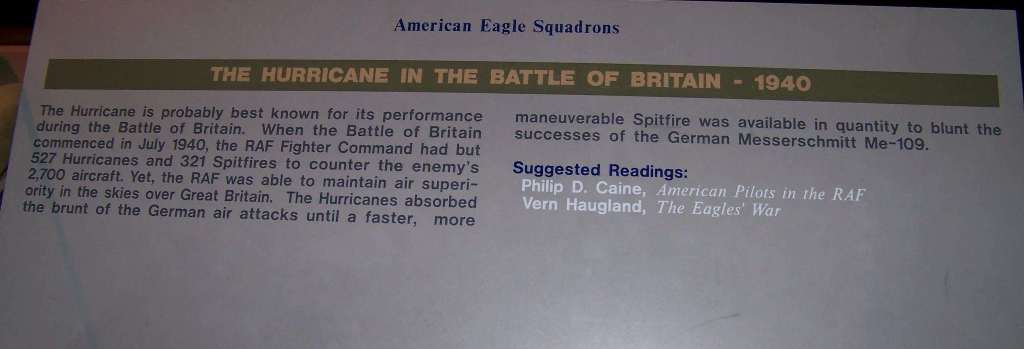 American Eagle Squadrons
THE HURRICANE IN THE BATTLE OF BRITAIN - 1940
The Hurricane is probably best known for its performance
during the Battle of Britain. When the Battle of Britain
commenced in July 1940, the RAF Fighter Command had but
527 Hurricanes and 321 Spitfires to counter the enemy's
2,700 aircraft. Yet, the RAF was able to maintain air superi-
ority in the skies over Great Britain. The Hurricanes absorbed
the brunt of the German air attacks until a faster, more
maneuverable Spitfire was available in quantity to blunt the
successes of the German Messerschmitt Me-109.
Suggested Readings:
Philip D. Caine, American Pilots in the RAF
Vern Haugland, The Eagles' War